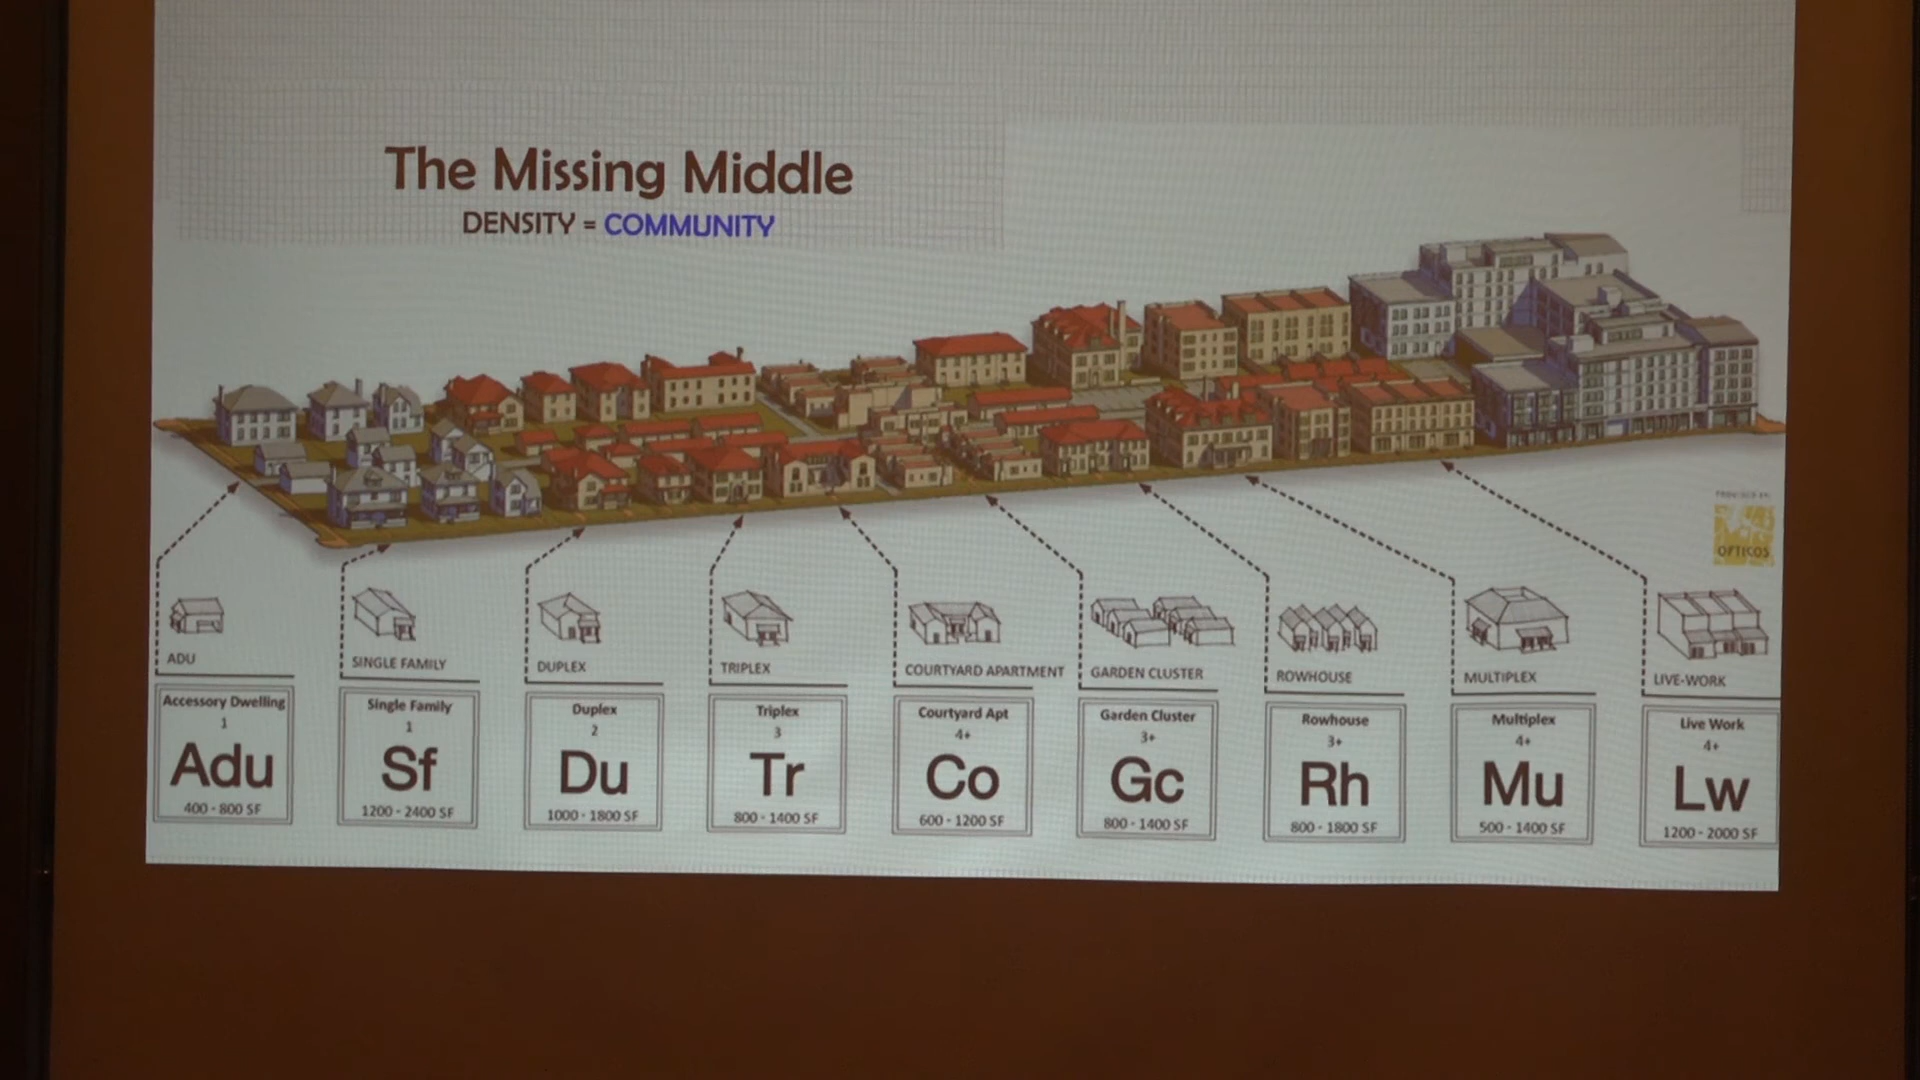 The Missing Middle
DENSITY = COMMUNITY
PROVIDED BY:
OPTICOS
ADU
SINGLE FAMILY
DUPLEX
TRIPLEX
COURTYARD APARTMENT
GARDEN CLUSTER
ROWHOUSE
MULTIPLEX
LIVE-WORK
Accessory Dwelling
1
Adu
400 - 800 SF
Single Family
1
Sf
1200 - 2400 SF
Duplex
2
Du
1000 - 1800 SF
Triplex
3
Tr
800 - 1400 SF
Courtyard Apt
4+
Co
600 - 1200 SF
Garden Cluster
3+
Gc
800 - 1400 SF
Rowhouse
3+
Rh
800 - 1800 SF
Multiplex
4+
Mu
500 - 1400 SF
Live Work
4+
Lw
1200 - 2000 SF